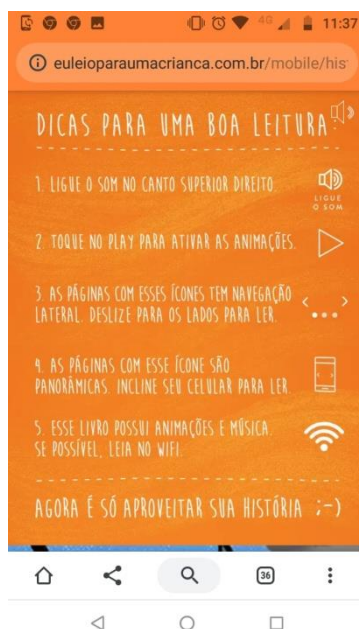 4G 11:37
euleioparaumacrianca.com.br/mobile/his
DICAS PARA UMA BOA LEITURA:
1. LIGUE O SOM NO CANTO SUPERIOR DIREITO.
LIGUE
O SOM
2 TOQUE NO PLAY PARA ATIVAR AS ANIMAÇÕES.
3. AS PÁGINAS COM ESSES ÍCONES TEM NAVEGAÇÃO
LATERAL. DESLIZE PARA OS LADOS PARA LER.
4. AS PÁGINAS COM ESSE ÍCONE SÃO
PANORÂMICAS. INCLINE SEU CELULAR PARA LER
5. ESSE LIVRO POSSUI ANIMAÇÕES E MÚSICA.
SE POSSÍVEL, LEIA NO WIFI.
AGORA É SÓ APROVEITAR SUA HISTÓRIA ;-)
36